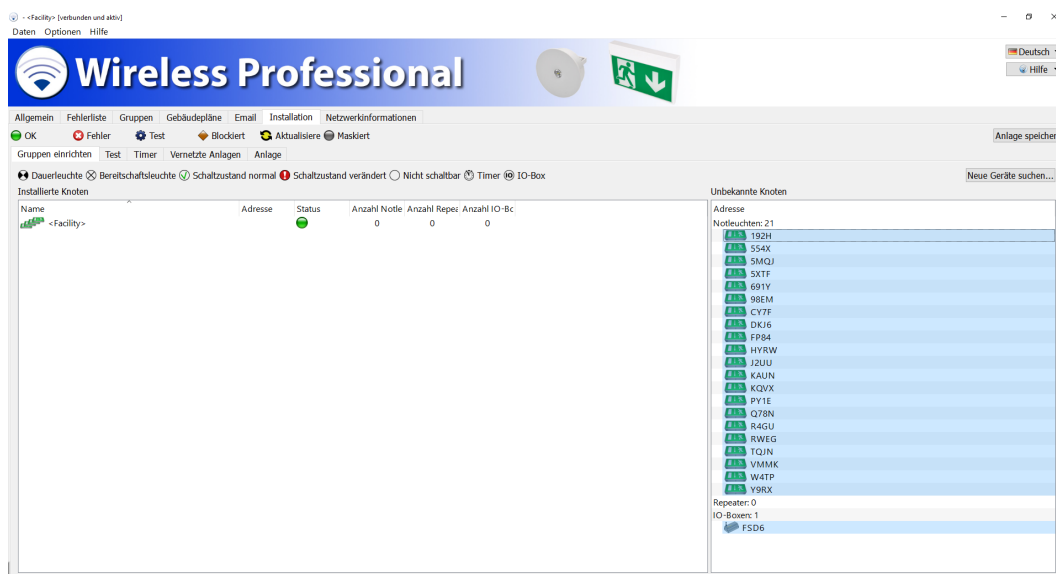 - <Facility> [verbunden und aktiv]
Daten Optionen Hilfe
Wireless Professional
Deutsch
Hilfe
Allgemein Fehlerliste Gruppen Gebäudepläne Email Installation Netzwerkinformationen
OK Fehler Test Blockiert Aktualisiere Maskiert
Anlage speicher
Gruppen einrichten Test Timer Vernetzte Anlagen Anlage
Dauerleuchte Bereitschaftsleuchte Schaltzustand normal Schaltzustand verändert Nicht schaltbar Timer IO IO-Box
Neue Geräte suchen...
Installierte Knoten
Unbekannte Knoten
Name Adresse Status Anzahl Notle Anzahl Repea Anzahl IO-Bc
<Facility> 0 0 0
Adresse
Notleuchten: 21
192H
554X
5MQJ
5XTF
691Y
98EM
CY7F
DKJ6
FP84
HYRW
J2UU
KAUN
KQVX
PY1E
Q78N
R4GU
RWEG
TQJN
VMMK
W4TP
Y9RX
Repeater: 0
IO-Boxen: 1
FSD6